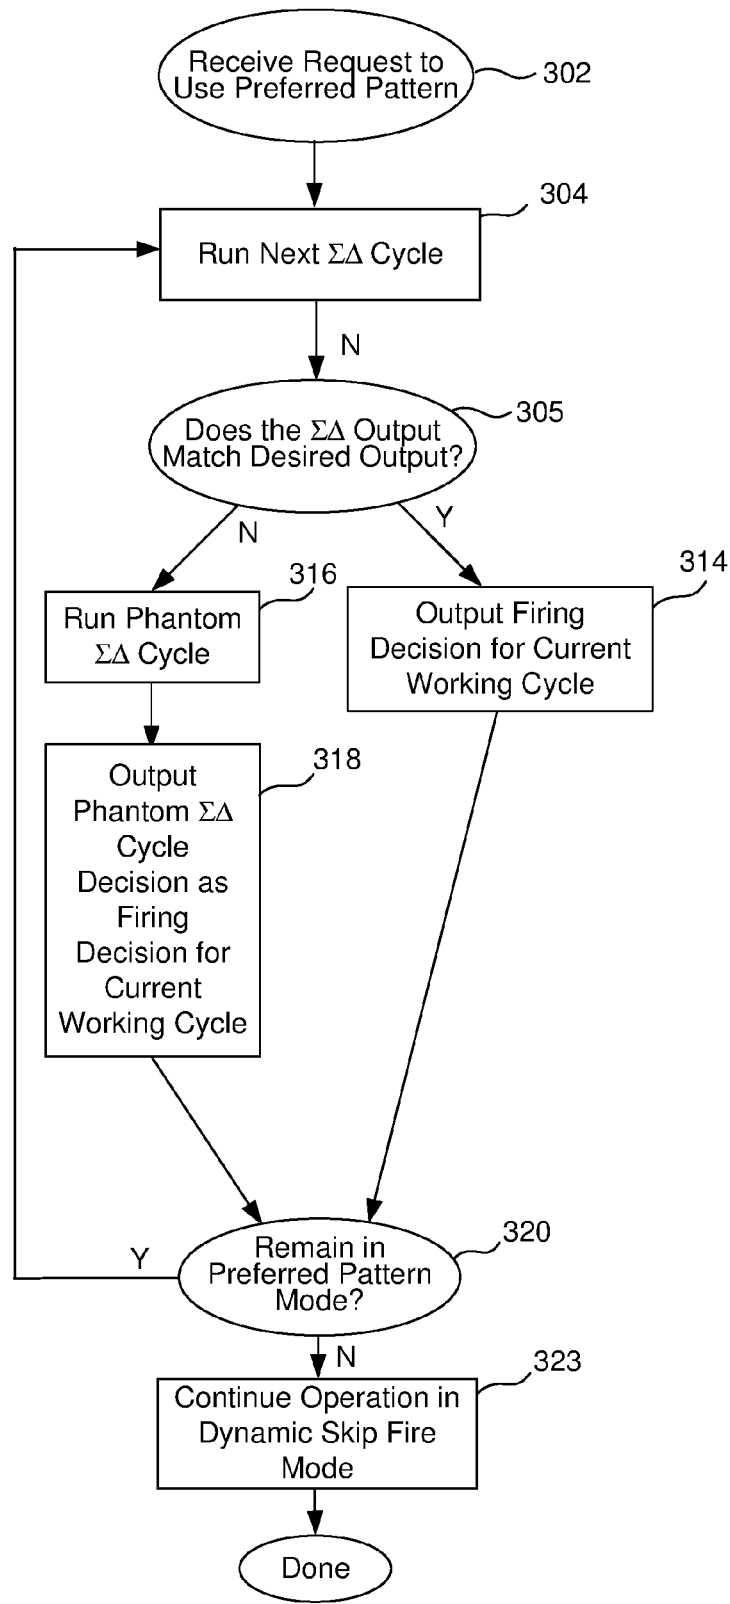 Receive Request to
Use Preferred Pattern
302
304
Run Next ΣΔ Cycle
N
305
Does the ΣΔ Output
Match Desired Output?
N
Y
316
314
Run Phantom
ΣΔ Cycle
Output Firing
Decision for Current
Working Cycle
318
Output
Phantom ΣΔ
Cycle
Decision as
Firing
Decision for
Current
Working Cycle
320
Y
Remain in
Preferred Pattern
Mode?
N
323
Continue Operation in
Dynamic Skip Fire
Mode
Done